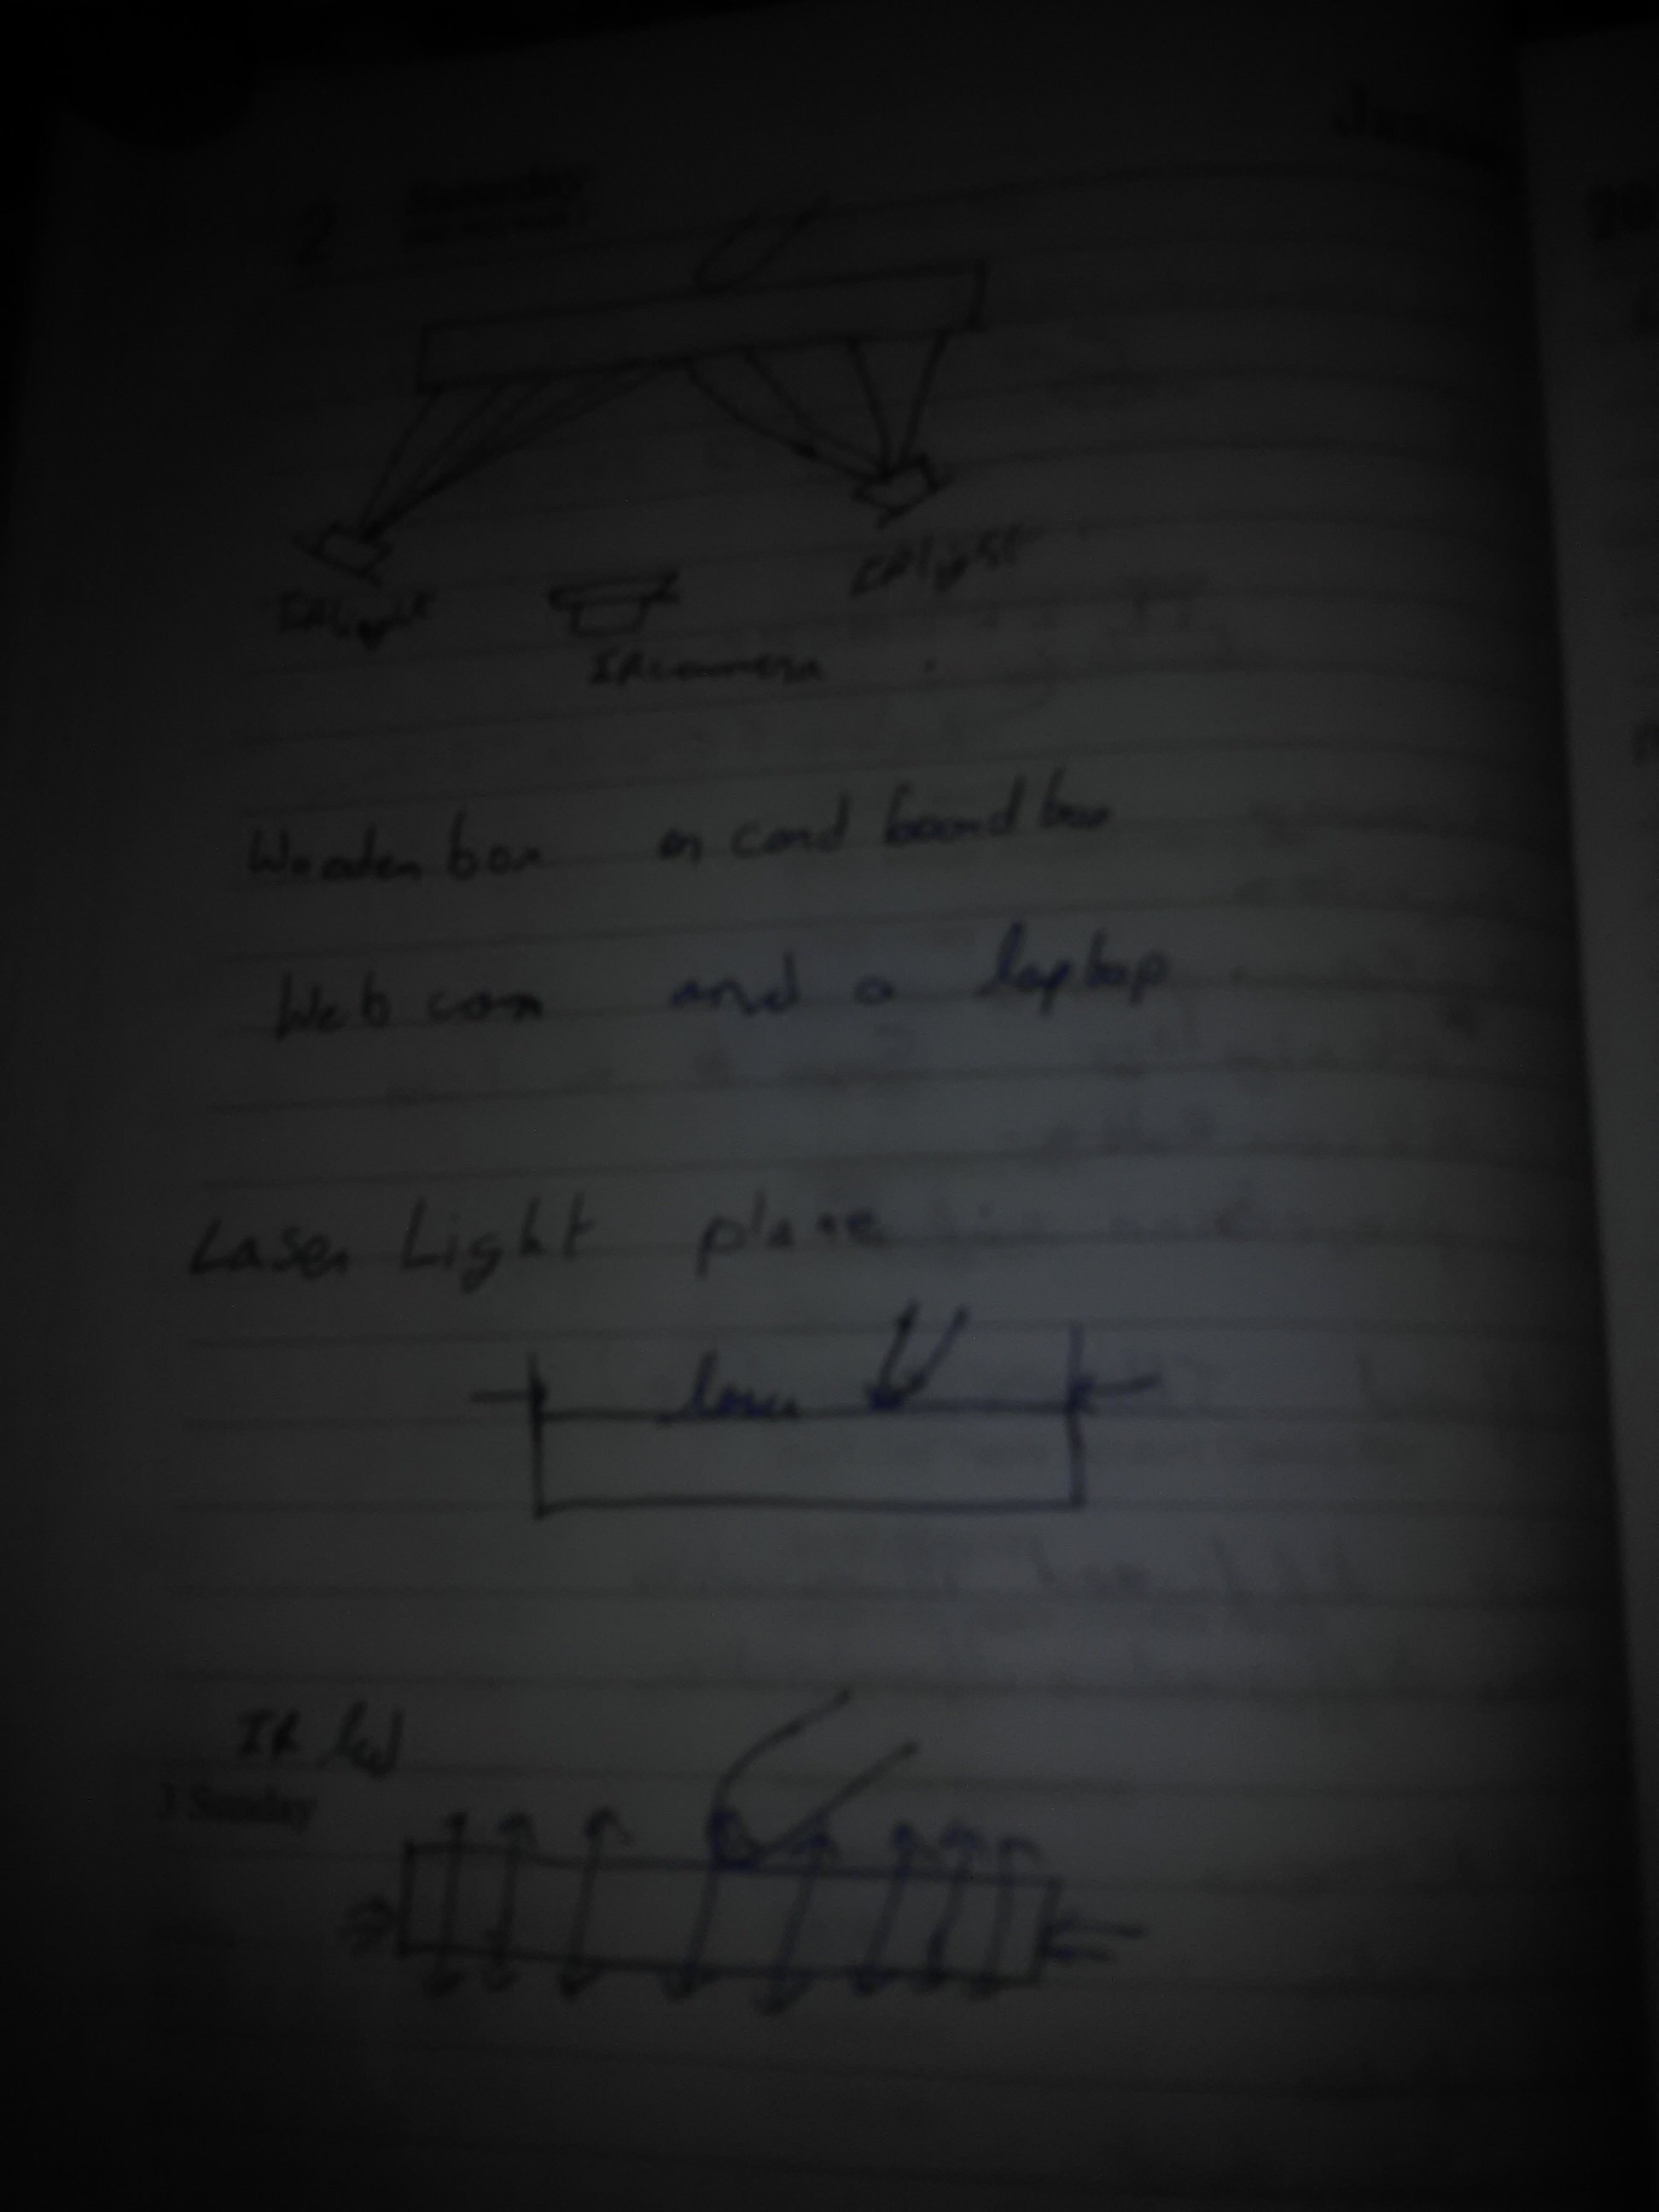 2 Saturday
IR light
IR light
IR camera
Wooden box or card board box
Web cam and a laptop
Laser Light plane
laser
IR led
3 Sunday